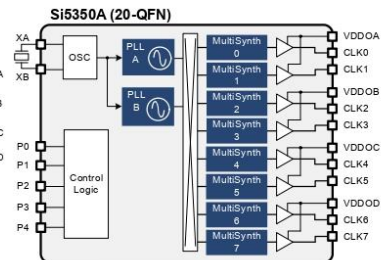 Si5350A (20-QFN)
XA
XB
OSC
PLL
A
PLL
B
MultiSynth
0
MultiSynth
1
MultiSynth
2
MultiSynth
3
MultiSynth
4
MultiSynth
5
MultiSynth
6
MultiSynth
7
VDDOA
CLK0
CLK1
VDDOB
CLK2
CLK3
VDDOC
CLK4
CLK5
VDDOD
CLK6
CLK7
P0
P1
P2
P3
P4
Control
Logic
A
B
C